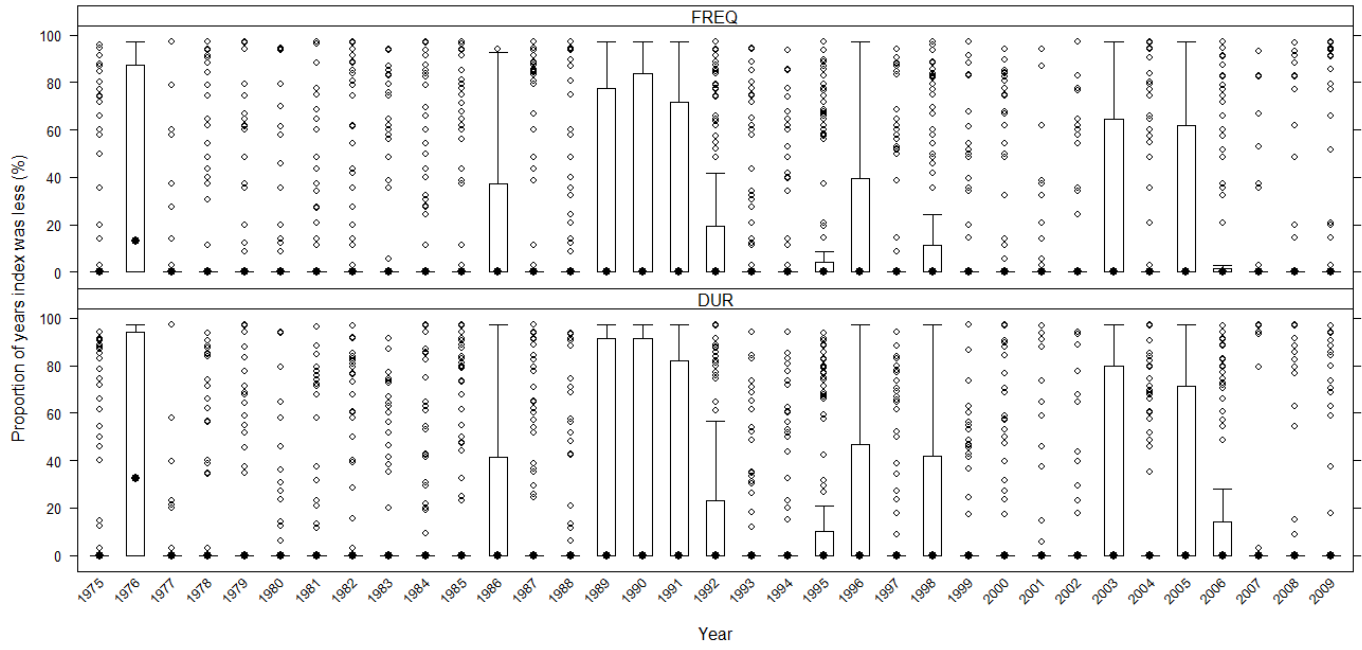 FREQ
Proportion of years index was less (%)
100
80
60
40
20
0
DUR
100
80
60
40
20
0
1975 1976 1977 1978 1979 1980 1981 1982 1983 1984 1985 1986 1987 1988 1989 1990 1991 1992 1993 1994 1995 1996 1997 1998 1999 2000 2001 2002 2003 2004 2005 2006 2007 2008 2009
Year